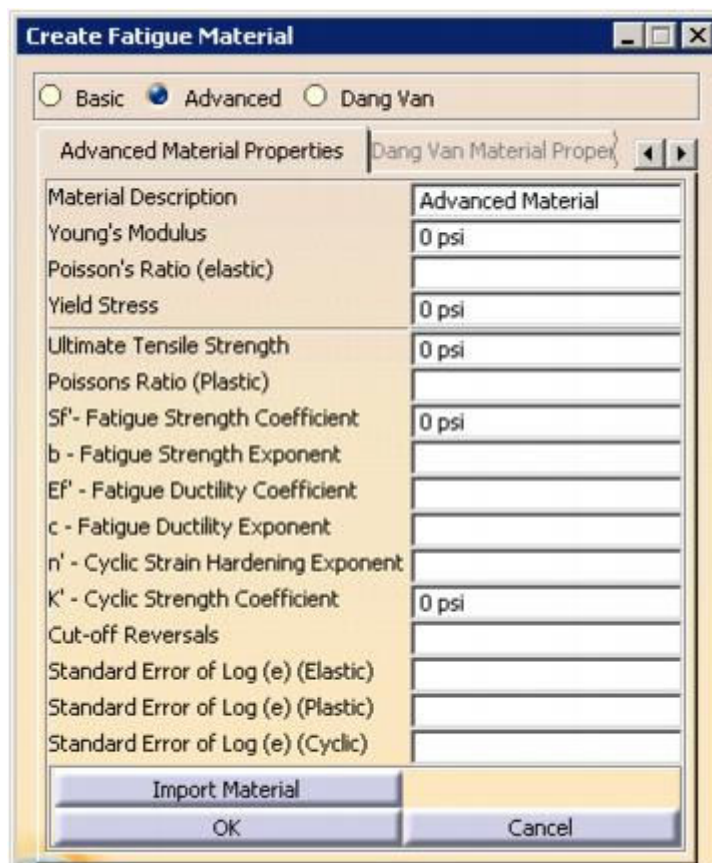 Create Fatigue Material
Basic Advanced Dang Van
Advanced Material Properties Dang Van Material
Material Description Advanced Material
Young's Modulus 0 psi
Poisson's Ratio (elastic)
Yield Stress 0 psi
Ultimate Tensile Strength 0 psi
Poissons Ratio (Plastic)
Sf'- Fatigue Strength Coefficient 0 psi
b - Fatigue Strength Exponent
Ef' - Fatigue Ductility Coefficient
c - Fatigue Ductility Exponent
n' - Cyclic Strain Hardening Exponent
K' - Cyclic Strength Coefficient 0 psi
Cut-off Reversals
Standard Error of Log (e) (Elastic)
Standard Error of Log (e) (Plastic)
Standard Error of Log (e) (Cyclic)
Import Material
OK Cancel